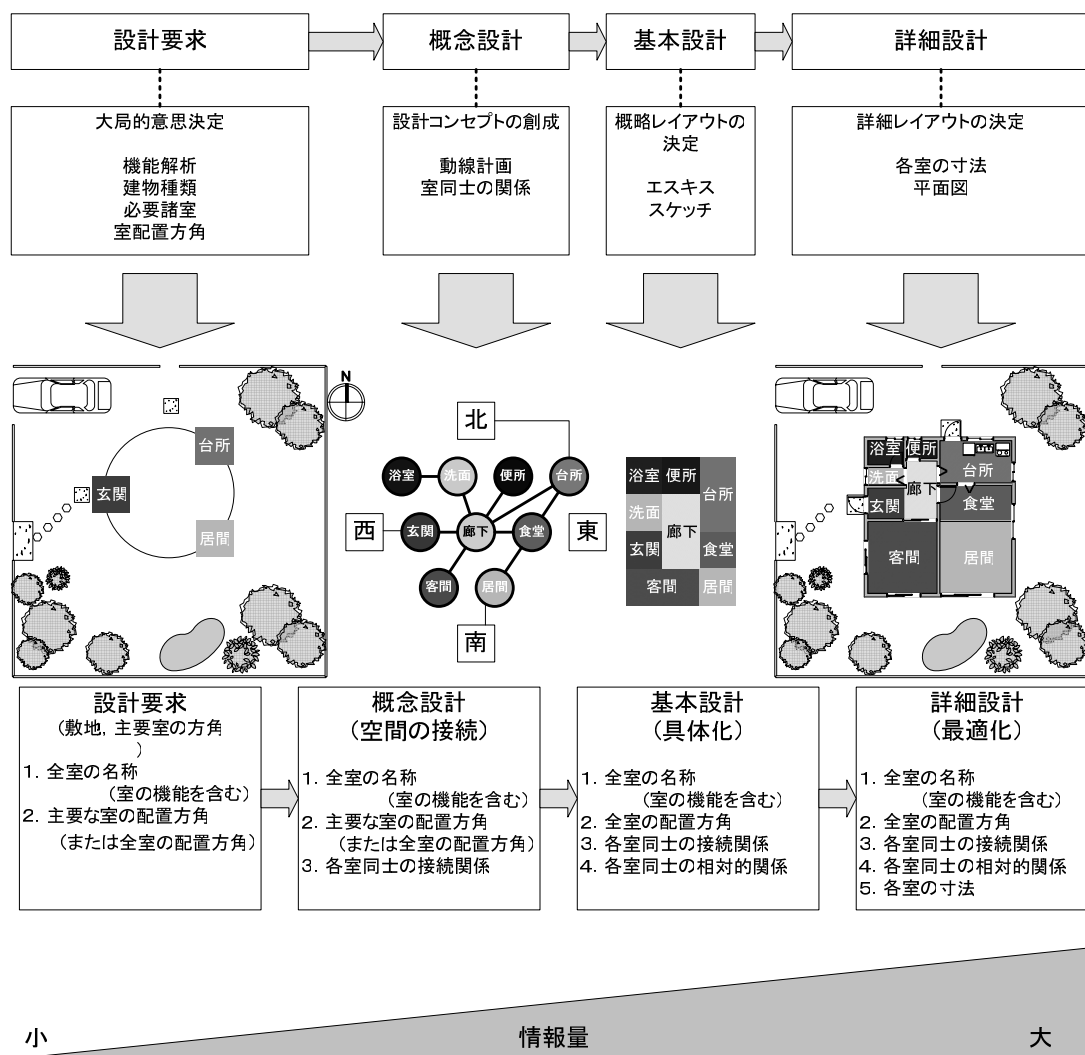 設計要求
概念設計
基本設計
詳細設計
大局的意思決定
機能解析
建物種類
必要諸室
室配置方角
設計コンセプトの創成
動線計画
室同士の関係
概略レイアウトの
決定
エスキス
スケッチ
詳細レイアウトの決定
各室の寸法
平面図
台所
玄関
居間
N
北
浴室
洗面
便所
台所
西
玄関
廊下
食堂
東
客間
居間
南
浴室
便所
台所
洗面
廊下
玄関
食堂
客間
居間
浴室
便所
台所
洗面
廊下
玄関
食堂
客間
居間
設計要求
(敷地, 主要室の方角
)
1. 全室の名称
(室の機能を含む)
2. 主要な室の配置方角
(または全室の配置方角)
概念設計
(空間の接続)
1. 全室の名称
(室の機能を含む)
2. 主要な室の配置方角
(または全室の配置方角)
3. 各室同士の接続関係
基本設計
(具体化)
1. 全室の名称
(室の機能を含む)
2. 全室の配置方角
3. 各室同士の接続関係
4. 各室同士の相対的関係
詳細設計
(最適化)
1. 全室の名称
(室の機能を含む)
2. 全室の配置方角
3. 各室同士の接続関係
4. 各室同士の相対的関係
5. 各室の寸法
小
情報量
大